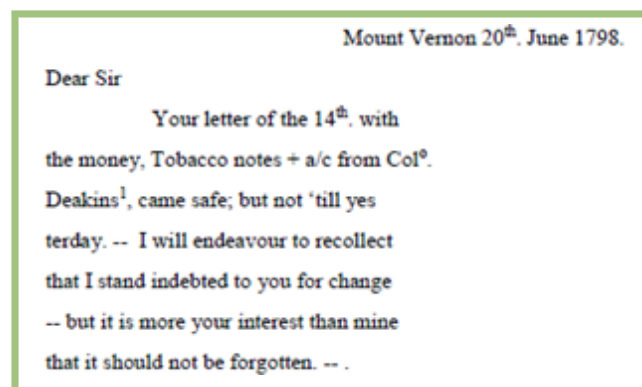 Mount Vernon 20th. June 1798.
Dear Sir
Your letter of the 14th. with
the money, Tobacco notes + a/c from Colo.
Deakins1, came safe; but not ‘till yes
terday. -- I will endeavour to recollect
that I stand indebted to you for change
-- but it is more your interest than mine
that it should not be forgotten. -- .